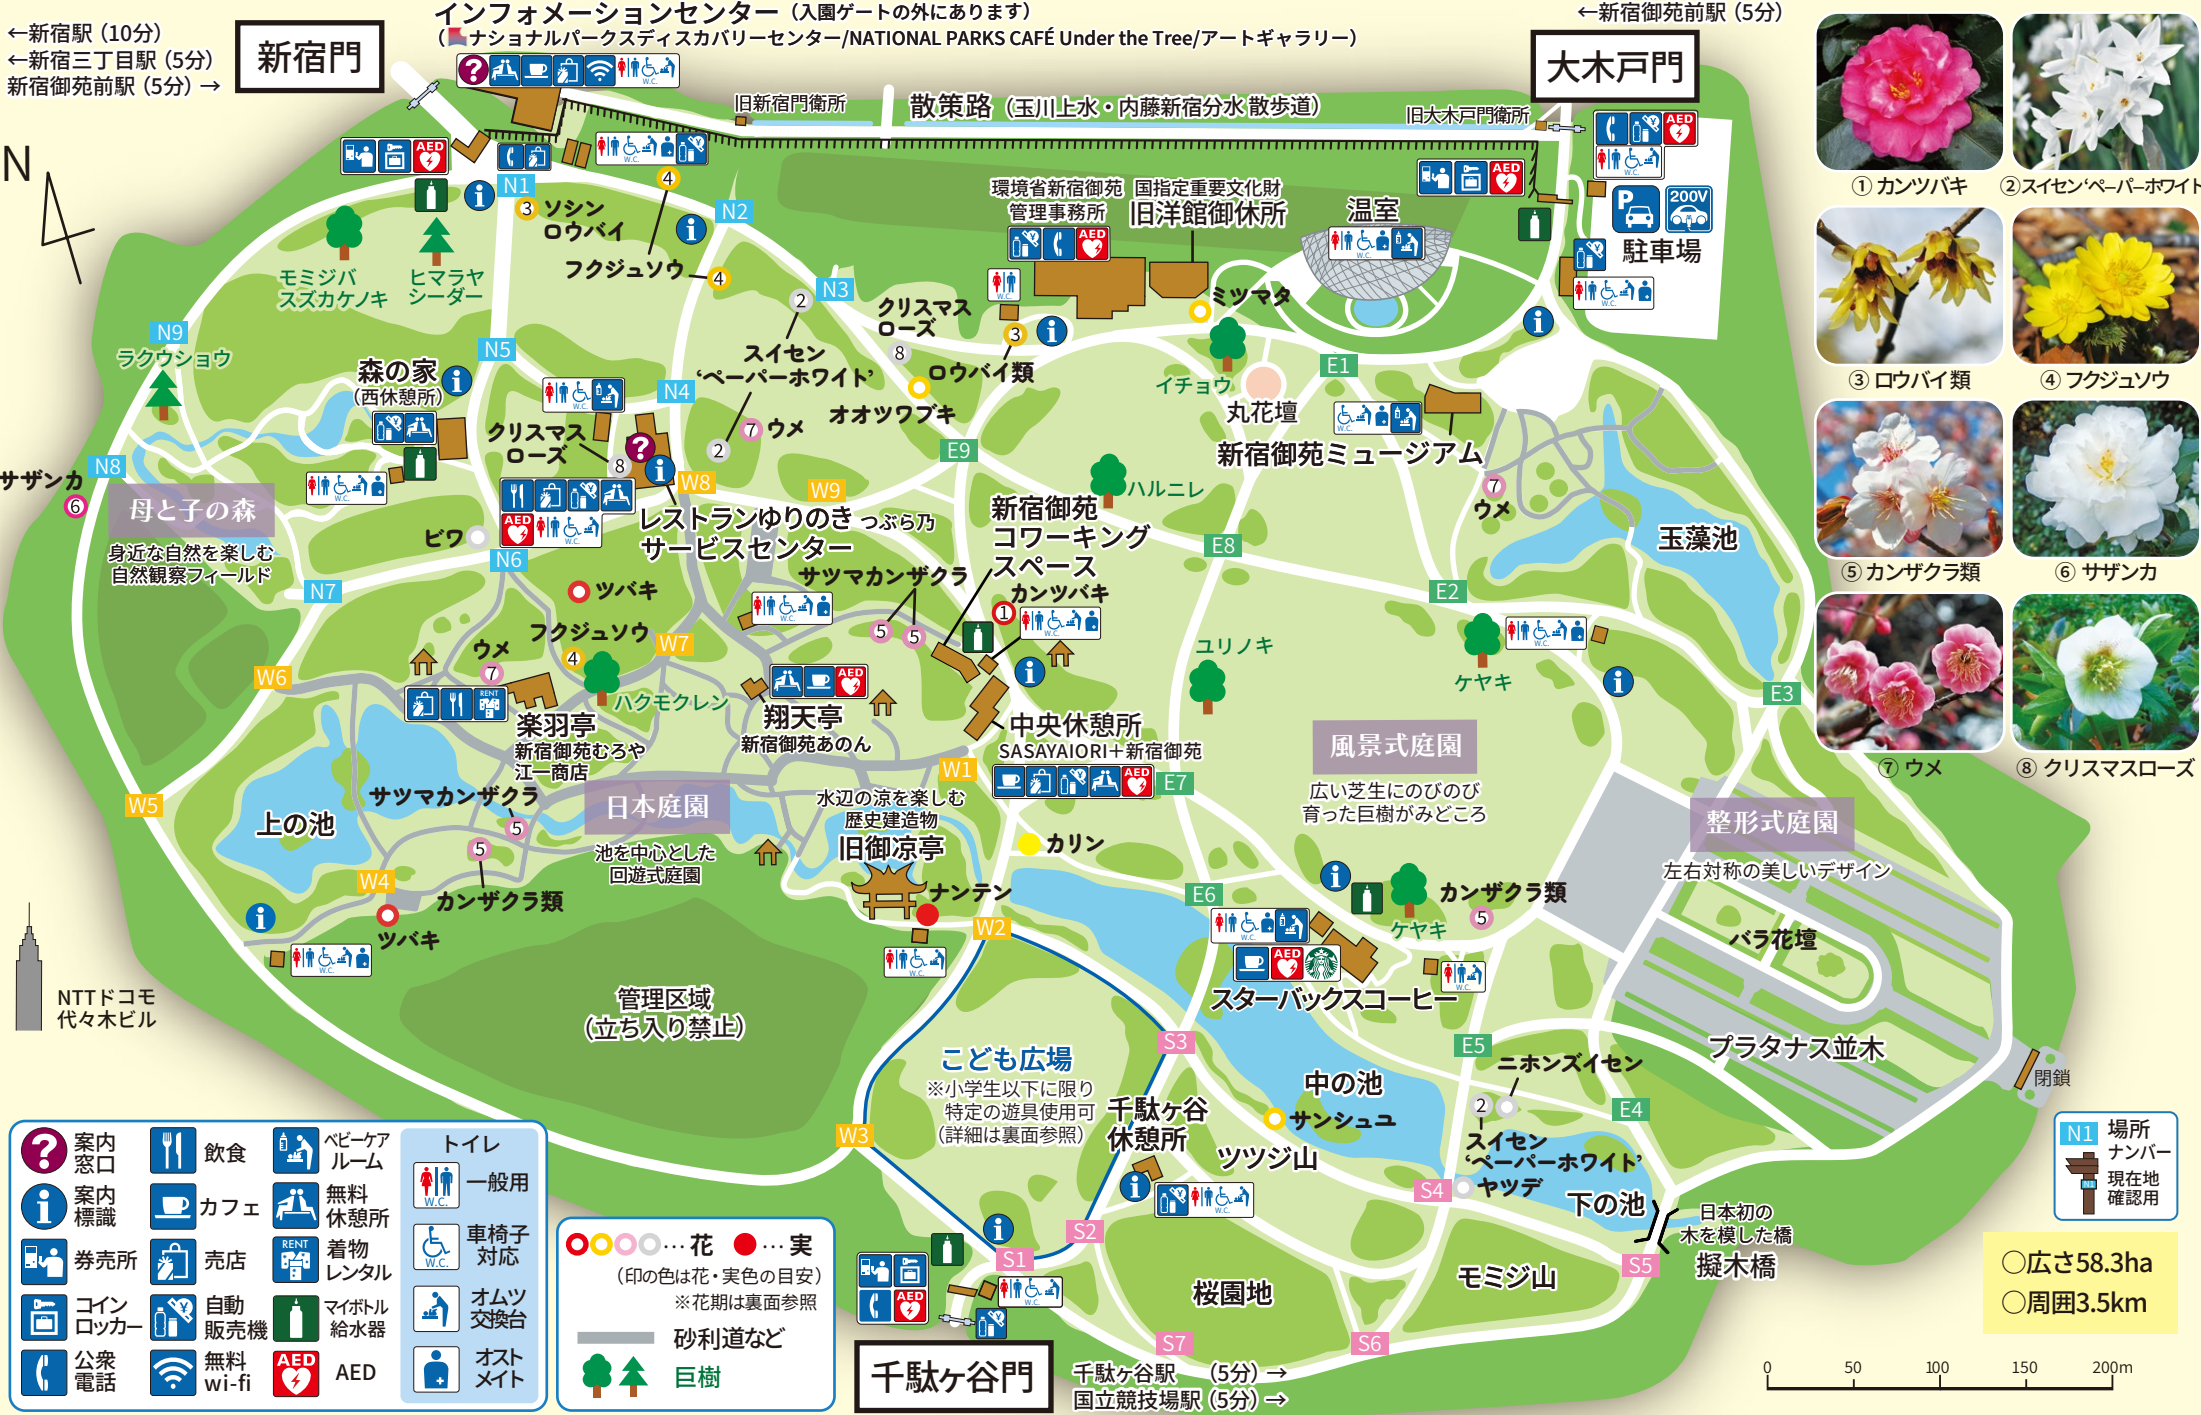 インフォメーションセンター（入園ゲートの外にあります）
（ナショナルパークスディスカバリーセンター/NATIONAL PARKS CAFÉ Under the Tree/アートギャラリー）
←新宿駅（10分）
←新宿三丁目駅（5分）
新宿御苑前駅（5分）→
新宿門
←新宿御苑前駅（5分）
大木戸門
旧新宿門衛所
散策路（玉川上水・内藤新宿分水 散歩道）
旧大木戸門衛所
N
N1
③ソシン
ロウバイ
④
フクジュソウ
④
N2
モミジバ
スズカケノキ
ヒマラヤ
シーダー
環境省新宿御苑
管理事務所
国指定重要文化財
旧洋館御休所
温室
P
200V
駐車場
②
N3
クリスマス
ローズ
⑧
③
ロウバイ類
ミツマタ
N9
ラクウショウ
N5
森の家
（西休憩所）
スイセン
‘ペーパーホワイト’
N4
オオツワブキ
イチョウ
丸花壇
E1
新宿御苑ミュージアム
クリスマス
ローズ
⑧
②
⑦ウメ
E9
サザンカ
⑥
N8
母と子の森
身近な自然を楽しむ
自然観察フィールド
W8
W9
レストランゆりのき つぶら乃
サービスセンター
ビワ
N6
N7
ハルニレ
新宿御苑
コワーキング
スペース
E8
⑦
ウメ
玉藻池
ツバキ
サツマカンザクラ
⑤
⑤
カンツバキ
①
E2
W7
フクジュソウ
④
ウメ
⑦
ハクモクレン
ユリノキ
ケヤキ
E3
W6
楽羽亭
新宿御苑むろや
江一商店
翔天亭
新宿御苑あのん
中央休憩所
SASAYAIORI＋新宿御苑
風景式庭園
広い芝生にのびのび
育った巨樹がみどころ
W1
E7
W5
上の池
サツマカンザクラ
⑤
日本庭園
池を中心とした
回遊式庭園
水辺の涼を楽しむ
歴史建造物
旧御凉亭
カリン
整形式庭園
左右対称の美しいデザイン
⑤
カンザクラ類
W4
ツバキ
ナンテン
W2
E6
ケヤキ
カンザクラ類
⑤
バラ花壇
スターバックスコーヒー
NTTドコモ
代々木ビル
管理区域
（立ち入り禁止）
こども広場
※小学生以下に限り
特定の遊具使用可
（詳細は裏面参照）
S3
E5
ニホンズイセン
プラタナス並木
閉鎖
中の池
サンシュユ
②
スイセン
‘ペーパーホワイト’
ヤツデ
E4
W3
千駄ヶ谷
休憩所
ツツジ山
S4
下の池
日本初の
木を模した橋
擬木橋
S2
S1
S5
モミジ山
桜園地
S7
S6
千駄ヶ谷門
千駄ヶ谷駅 （5分）→
国立競技場駅（5分）→
① カンツバキ
②スイセン‘ペーパーホワイト
③ ロウバイ類
④ フクジュソウ
⑤ カンザクラ類
⑥ サザンカ
⑦ ウメ
⑧ クリスマスローズ
案内
窓口
飲食
ベビーケア
ルーム
案内
標識
カフェ
無料
休憩所
券売所
売店
RENT
着物
レンタル
コイン
ロッカー
自動
販売機
マイボトル
給水器
公衆
電話
無料
wi-fi
AED
AED
トイレ
W.C.
一般用
W.C.
車椅子
対応
オムツ
交換台
オスト
メイト
…花 …実
（印の色は花・実色の目安）
※花期は裏面参照
砂利道など
巨樹
N1
場所
ナンバー
現在地
確認用
○広さ58.3ha
○周囲3.5km
0 50 100 150 200m